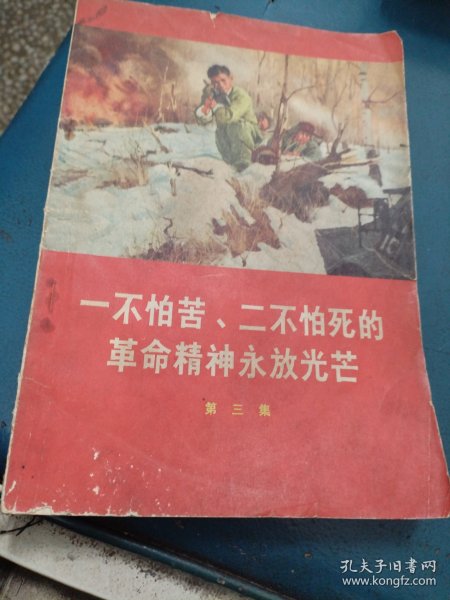 一不怕苦、二不怕死的
革命精神永放光芒
第三集
孔夫子旧书网
www.kongfz.com